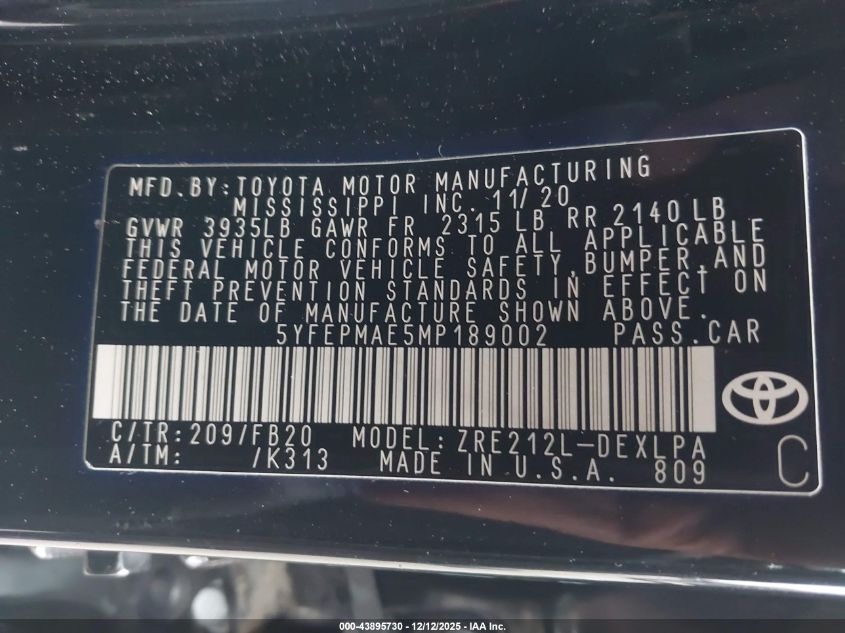 MFD.BY:TOYOTA MOTOR MANUFACTURING
MISSISSIPPI INC. 11/20
GVWR 3935LB GAWR FR 2315 LB RR 2140 LB
THIS VEHICLE CONFORMS TO ALL APPLICABLE
FEDERAL MOTOR VEHICLE SAFETY,BUMPER,AND
THEFT PREVENTION STANDARDS IN EFFECT ON
THE DATE OF MANUFACTURE SHOWN ABOVE.
5YFEPMAE5MP189002 PASS.CAR
C/TR:209/FB20 MODEL:ZRE212L-DEXLPA
A/TM: /K313 MADE IN U.S.A. 809
C
000-43895730 - 12/12/2025 - IAA Inc.